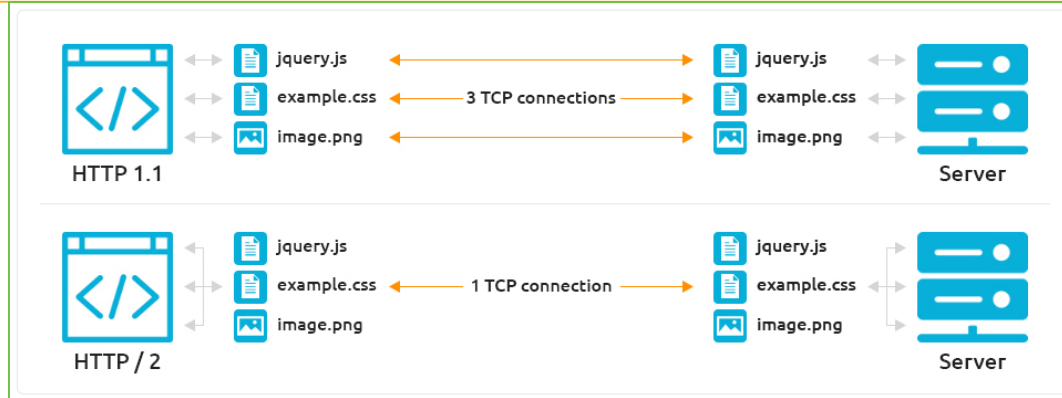 jquery.js jquery.js
example.css 3 TCP connections example.css
image.png image.png
HTTP 1.1 Server
jquery.js jquery.js
example.css 1 TCP connection example.css
image.png image.png
HTTP / 2 Server